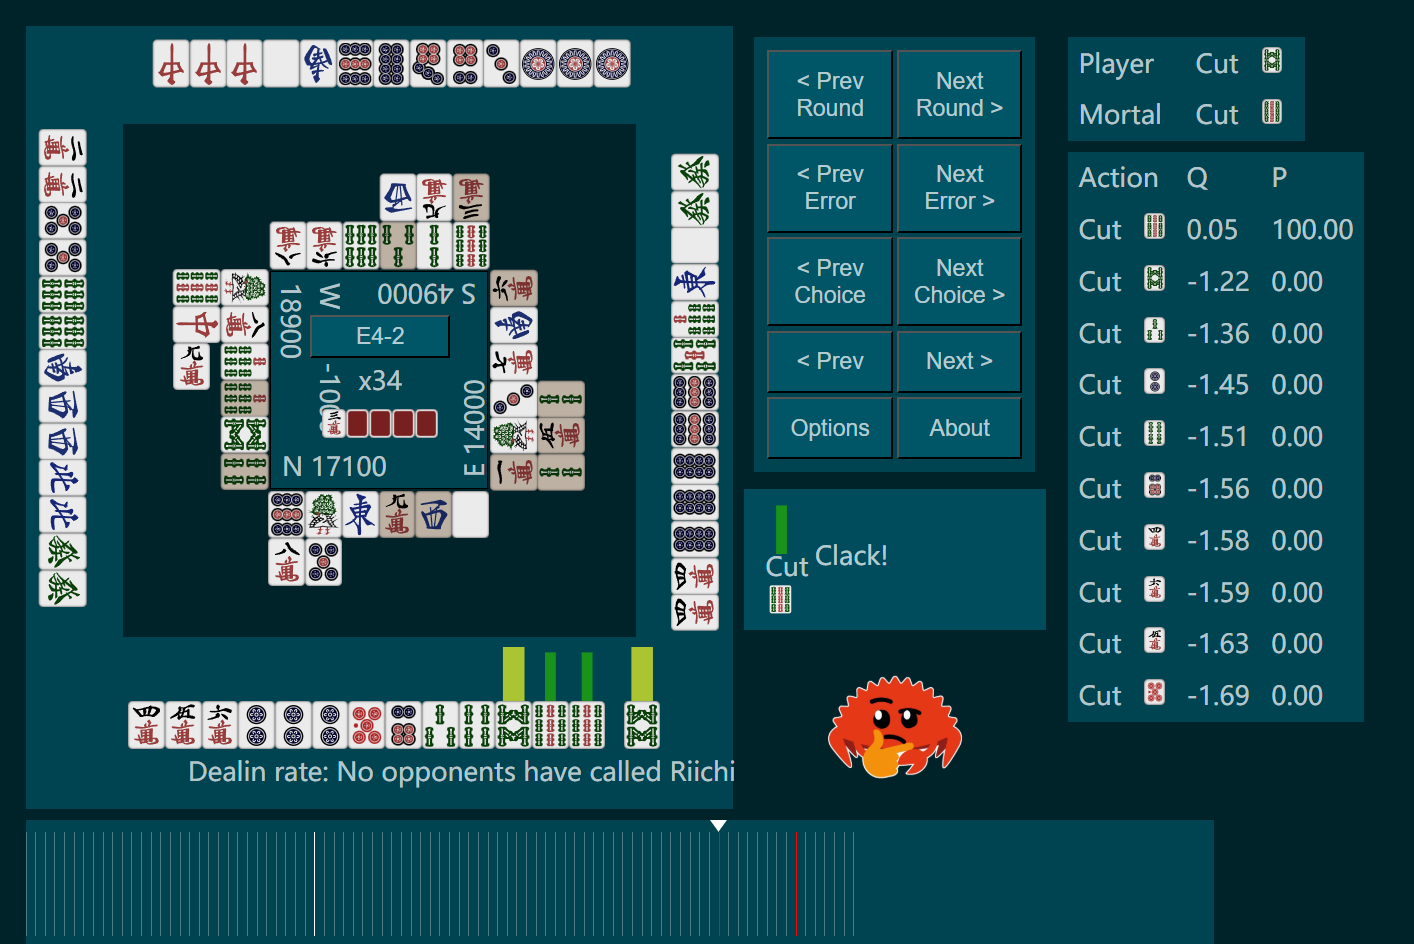 S 49000
W 18900
E4-2
x34
-100
E 14000
N 17100
Dealin rate: No opponents have called Riichi
< Prev
Round
Next
Round >
< Prev
Error
Next
Error >
< Prev
Choice
Next
Choice >
< Prev
Next >
Options
About
Cut
Clack!
Player Cut
Mortal Cut
Action Q P
Cut 0.05 100.00
Cut -1.22 0.00
Cut -1.36 0.00
Cut -1.45 0.00
Cut -1.51 0.00
Cut -1.56 0.00
Cut -1.58 0.00
Cut -1.59 0.00
Cut -1.63 0.00
Cut -1.69 0.00